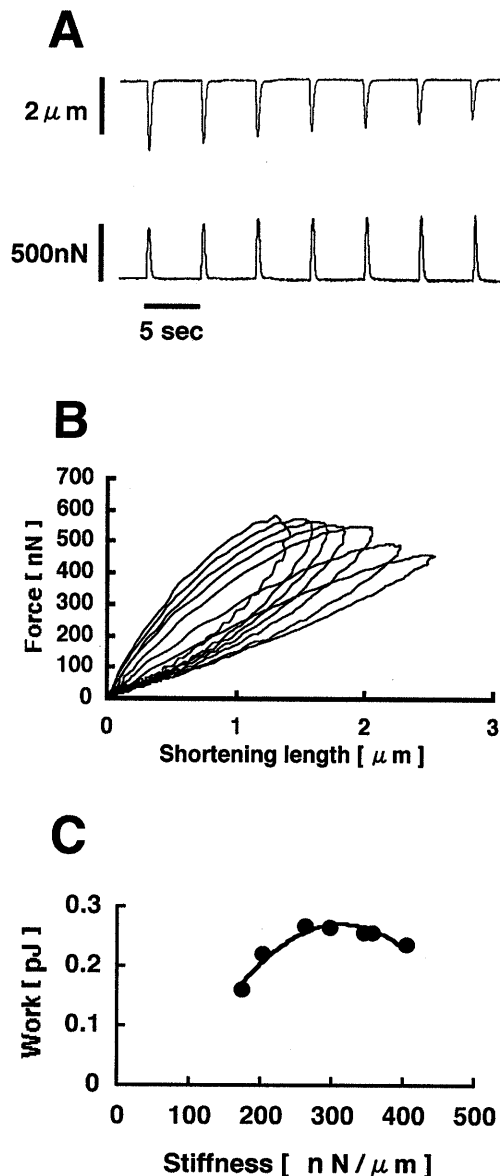 A
2 μm
500nN
5 sec
B
700
600
500
400
300
200
100
0
Force [ nN ]
0 1 2 3
Shortening length [ μm ]
C
0.3
0.2
0.1
0
Work [ pJ ]
0 100 200 300 400 500
Stiffness [ nN/μm ]